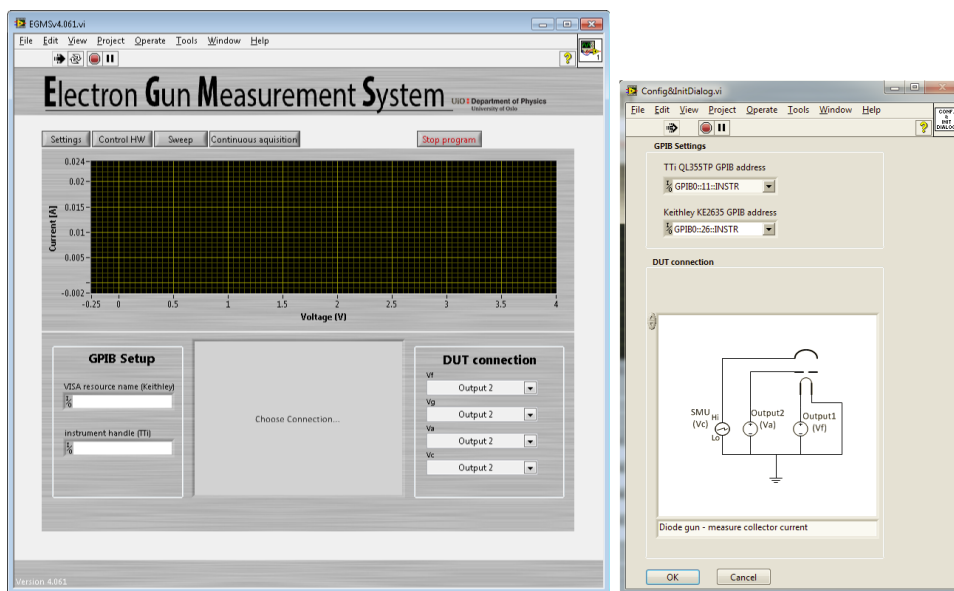 EGMSv4.061.vi
File Edit View Project Operate Tools Window Help
1
Electron Gun Measurement System
UiO Department of Physics
University of Oslo
Settings Control HW Sweep Continuous aquisition Stop program
0.024
0.02
0.015
0.01
0.005
-0.002
Current [A]
-0.25 0 0.5 1 1.5 2 2.5 3 3.5 4
Voltage (V)
GPIB Setup
VISA resource name (Keithley)
instrument handle (TTi)
Choose Connection...
DUT connection
Vf
Output 2
Vg
Output 2
Va
Output 2
Vc
Output 2
Version 4.061
Config&InitDialog.vi
File Edit View Project Operate Tools Window Help
CONF.
&
INIT
DIALOG
GPIB Settings
TTi QL355TP GPIB address
GPIB0::11::INSTR
Keithley KE2635 GPIB address
GPIB0::26::INSTR
DUT connection
SMU Hi
(Vc)
Lo
Output2
(Va)
Output1
(Vf)
Diode gun - measure collector current
OK Cancel